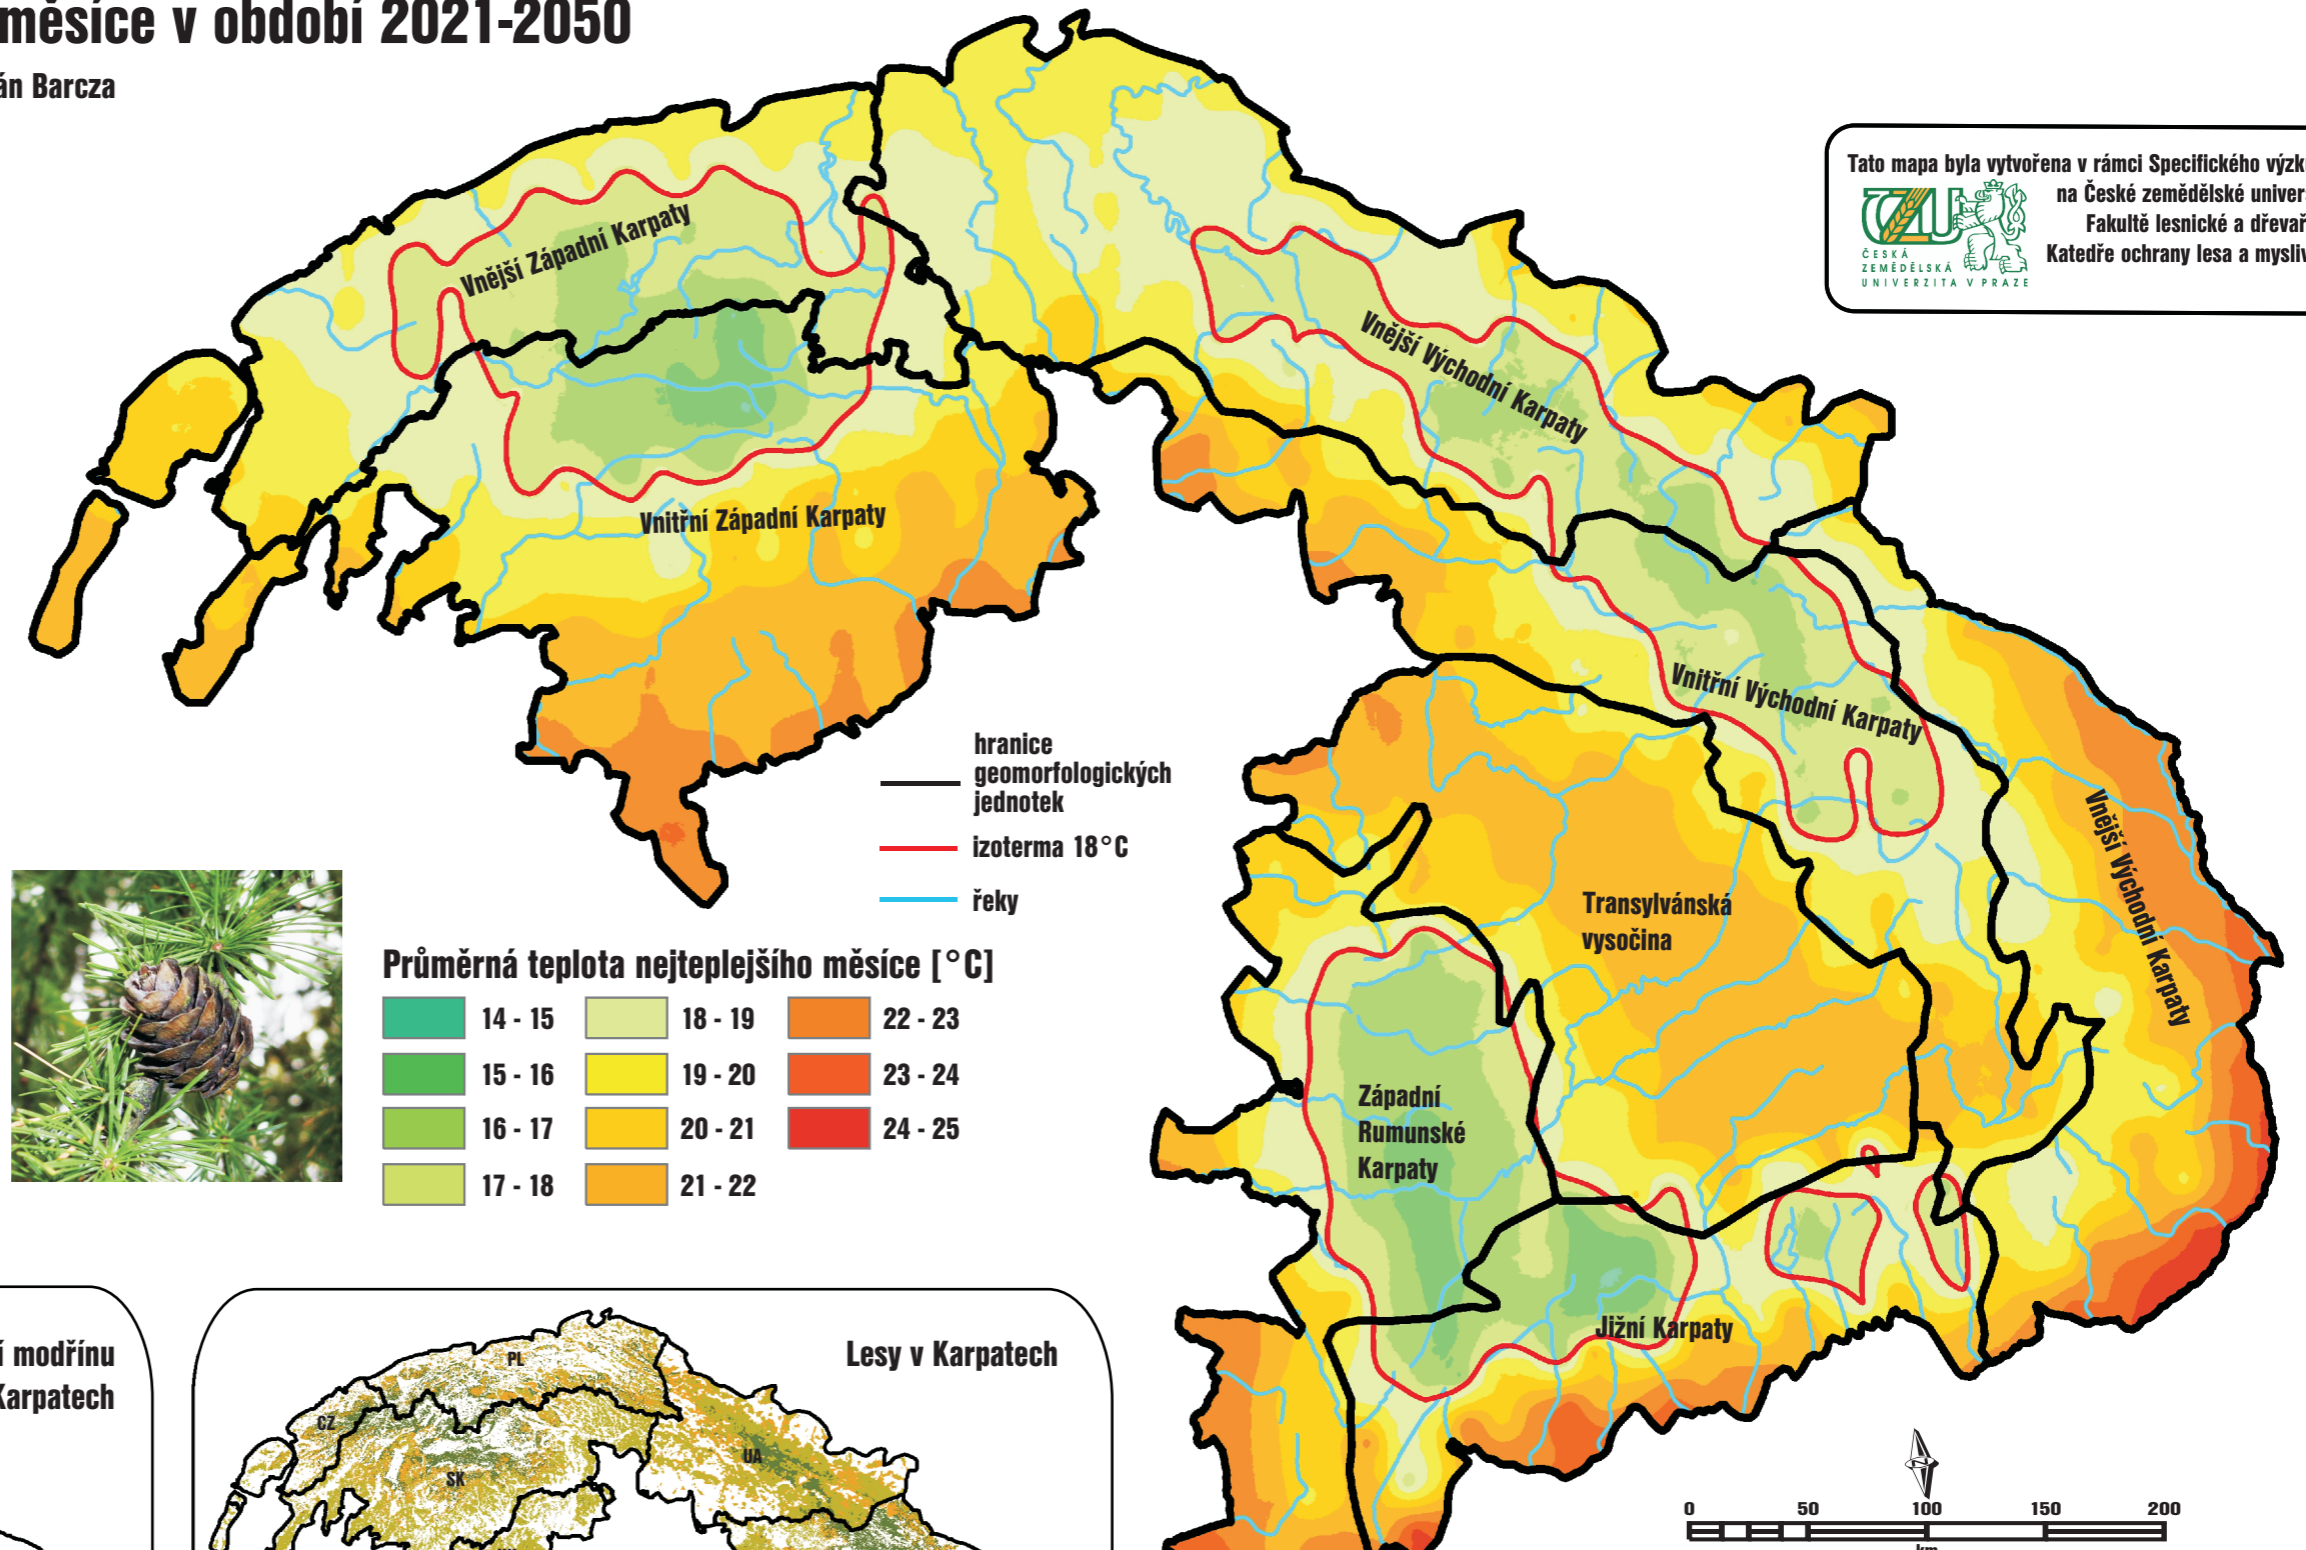 měsíce v období 2021-2050
án Barcza
Tato mapa byla vytvořena v rámci Specifického výzk
na České zemědělské univer
Fakultě lesnické a dřevař
Katedře ochrany lesa a mysliv
ČZU
ČESKÁ
ZEMĚDĚLSKÁ
UNIVERZITA V PRAZE
Vnější Západní Karpaty
Vnitřní Západní Karpaty
Vnější Východní Karpaty
Vnitřní Východní Karpaty
Vnější Východní Karpaty
Transylvánská
vysočina
Západní
Rumunské
Karpaty
Jižní Karpaty
hranice
geomorfologických
jednotek
izoterma 18°C
řeky
Průměrná teplota nejteplejšího měsíce [°C]
14 - 15
15 - 16
16 - 17
17 - 18
18 - 19
19 - 20
20 - 21
21 - 22
22 - 23
23 - 24
24 - 25
í modřínu
Karpatech
Lesy v Karpatech
PL
CZ
SK
UA
N
0 50 100 150 200
km